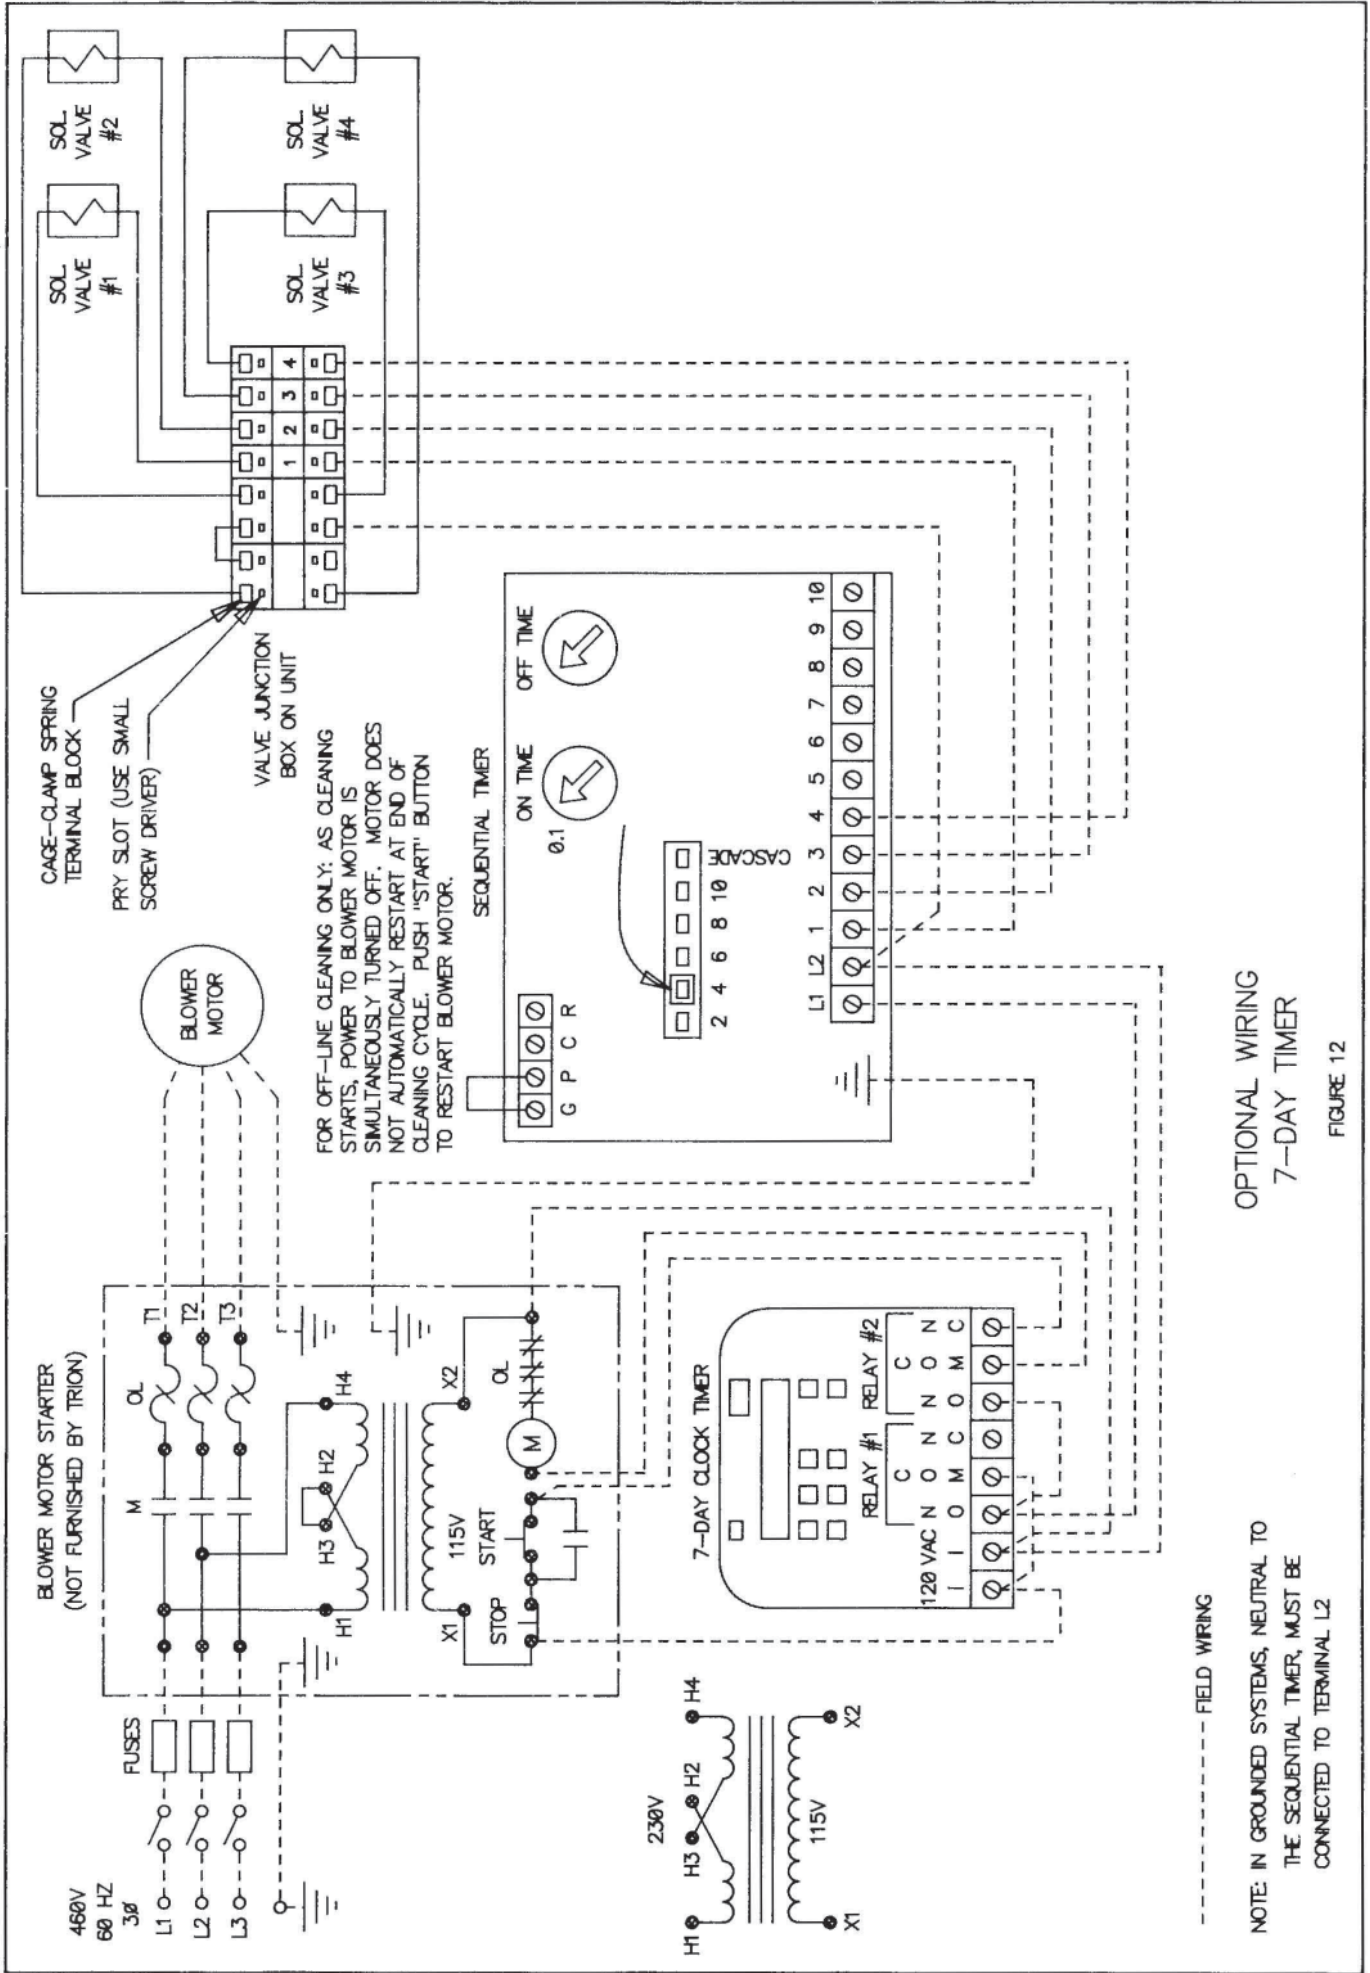 460V
60 HZ
3Ø
L1
L2
L3
FUSES
BLOWER MOTOR STARTER
(NOT FURNISHED BY TRION)
M
OL
T1
T2
T3
BLOWER
MOTOR
H1
H3
H2
H4
X1
115V
X2
STOP
START
M
OL
CAGE-CLAMP SPRING
TERMINAL BLOCK
PRY SLOT (USE SMALL
SCREW DRIVER)
VALVE JUNCTION
BOX ON UNIT
1
2
3
4
SOL.
VALVE
#1
SOL.
VALVE
#2
SOL.
VALVE
#3
SOL.
VALVE
#4
FOR OFF-LINE CLEANING ONLY: AS CLEANING
STARTS, POWER TO BLOWER MOTOR IS
SIMULTANEOUSLY TURNED OFF. MOTOR DOES
NOT AUTOMATICALLY RESTART AT END OF
CLEANING CYCLE. PUSH "START" BUTTON
TO RESTART BLOWER MOTOR.
SEQUENTIAL TIMER
G P C R
ON TIME
OFF TIME
0.1
2 4 6 8 10 CASCADE
L1 L2 1 2 3 4 5 6 7 8 9 10
230V
H1
H3
H2
H4
115V
X1
X2
7-DAY CLOCK TIMER
RELAY #1
RELAY #2
120 VAC
N C N N C N
O O O O O O
M C O M C
I I
------- FIELD WIRING
NOTE: IN GROUNDED SYSTEMS, NEUTRAL TO
THE SEQUENTIAL TIMER, MUST BE
CONNECTED TO TERMINAL L2
OPTIONAL WIRING
7-DAY TIMER
FIGURE 12